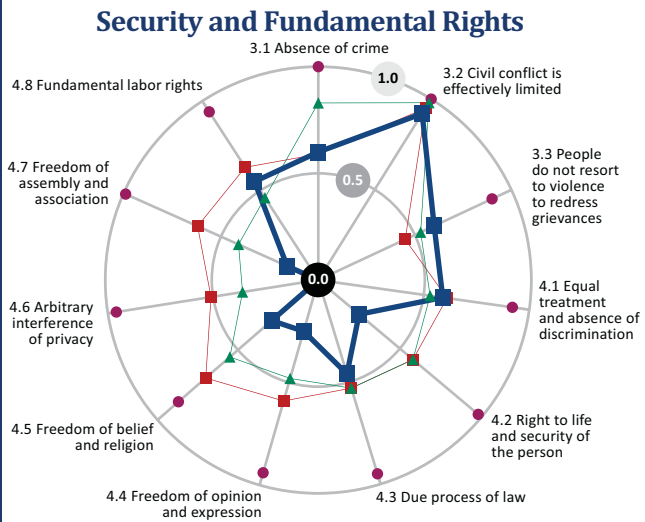 Security and Fundamental Rights
3.1 Absence of crime
1.0
3.2 Civil conflict is
effectively limited
4.8 Fundamental labor rights
3.3 People
do not resort
to violence
to redress
grievances
0.5
4.7 Freedom of
assembly and
association
0.0
4.1 Equal
treatment
and absence of
discrimination
4.6 Arbitrary
interference
of privacy
4.2 Right to life
and security of
the person
4.5 Freedom of belief
and religion
4.3 Due process of law
4.4 Freedom of opinion
and expression